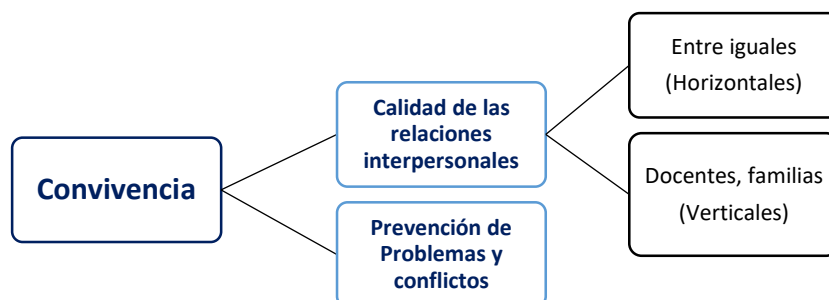 Convivencia
Calidad de las
relaciones
interpersonales
Prevención de
Problemas y
conflictos
Entre iguales
(Horizontales)
Docentes, familias
(Verticales)